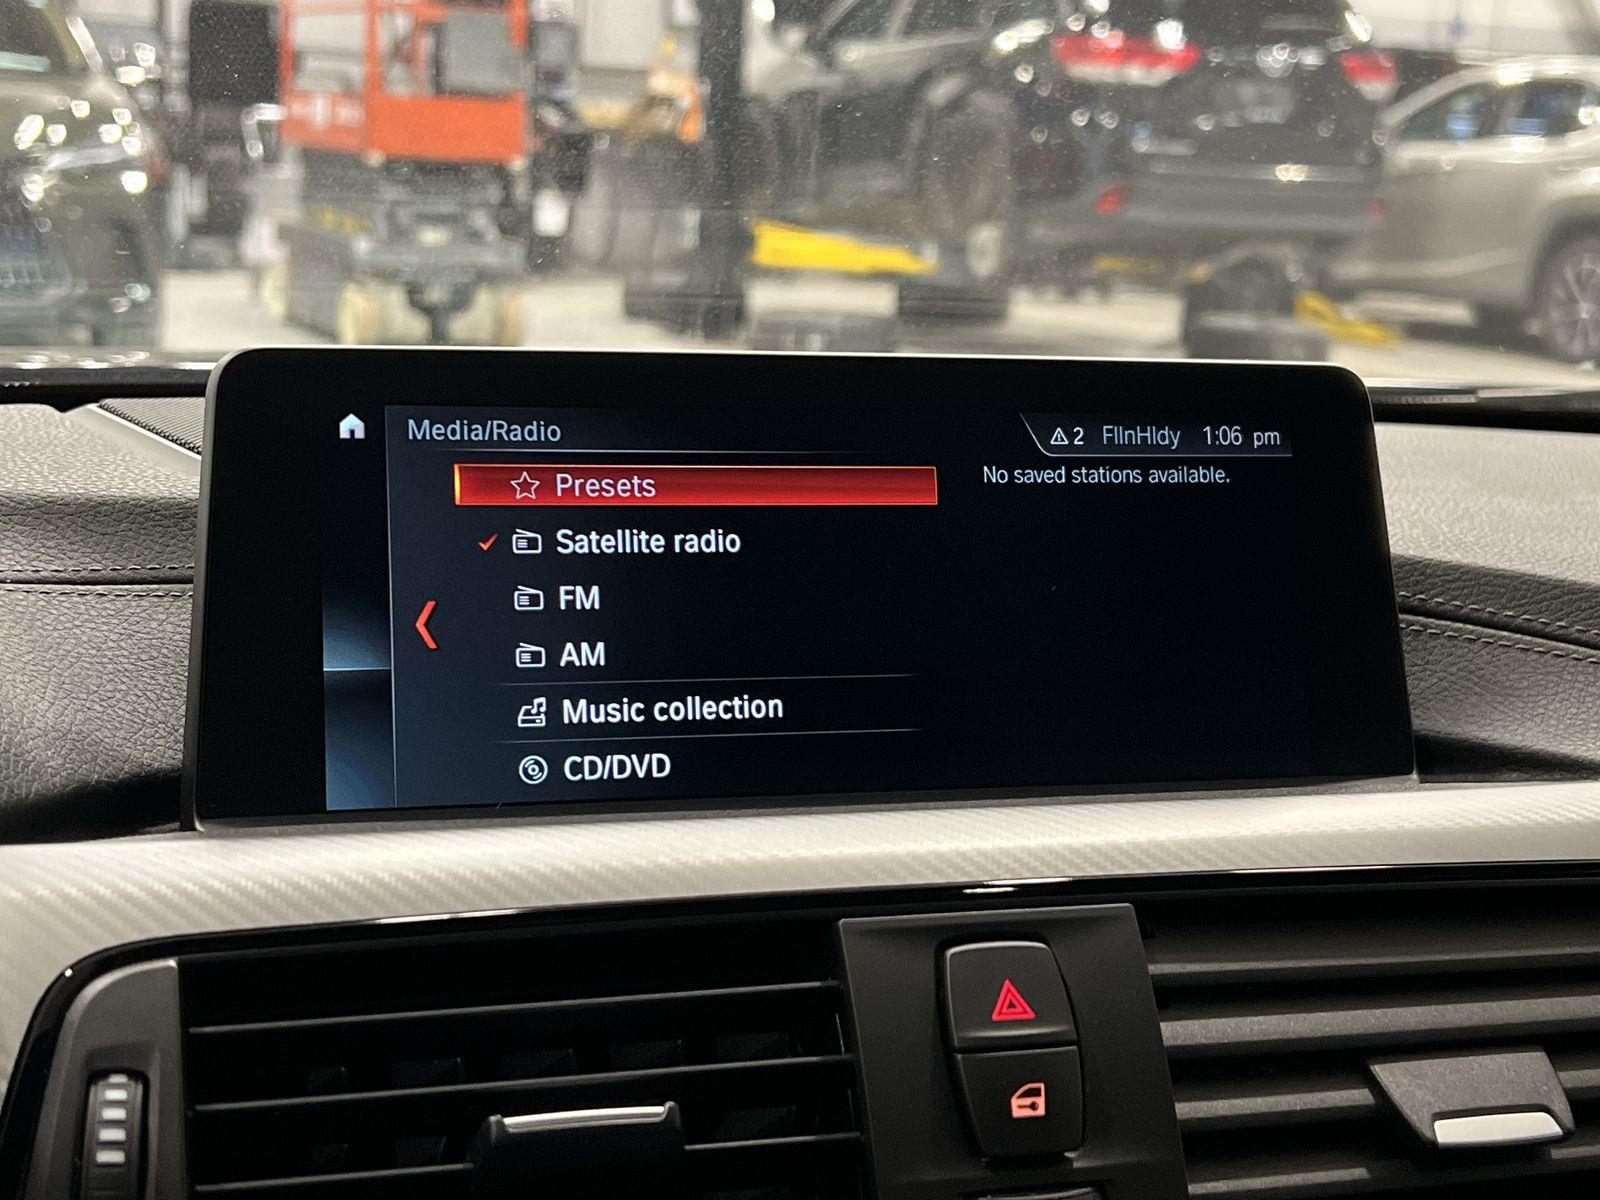 Media/Radio
2 FlInHldy 1:06 pm
Presets
No saved stations available.
Satellite radio
FM
AM
Music collection
CD/DVD